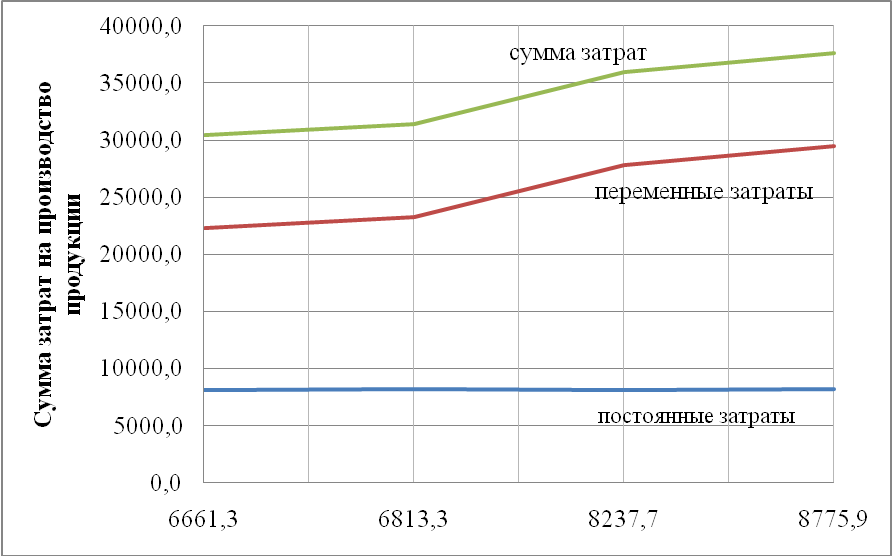 Сумма затрат на производство
продукции
40000,0
35000,0
30000,0
25000,0
20000,0
15000,0
10000,0
5000,0
0,0
сумма затрат
переменные затраты
постоянные затраты
6661,3 6813,3 8237,7 8775,9